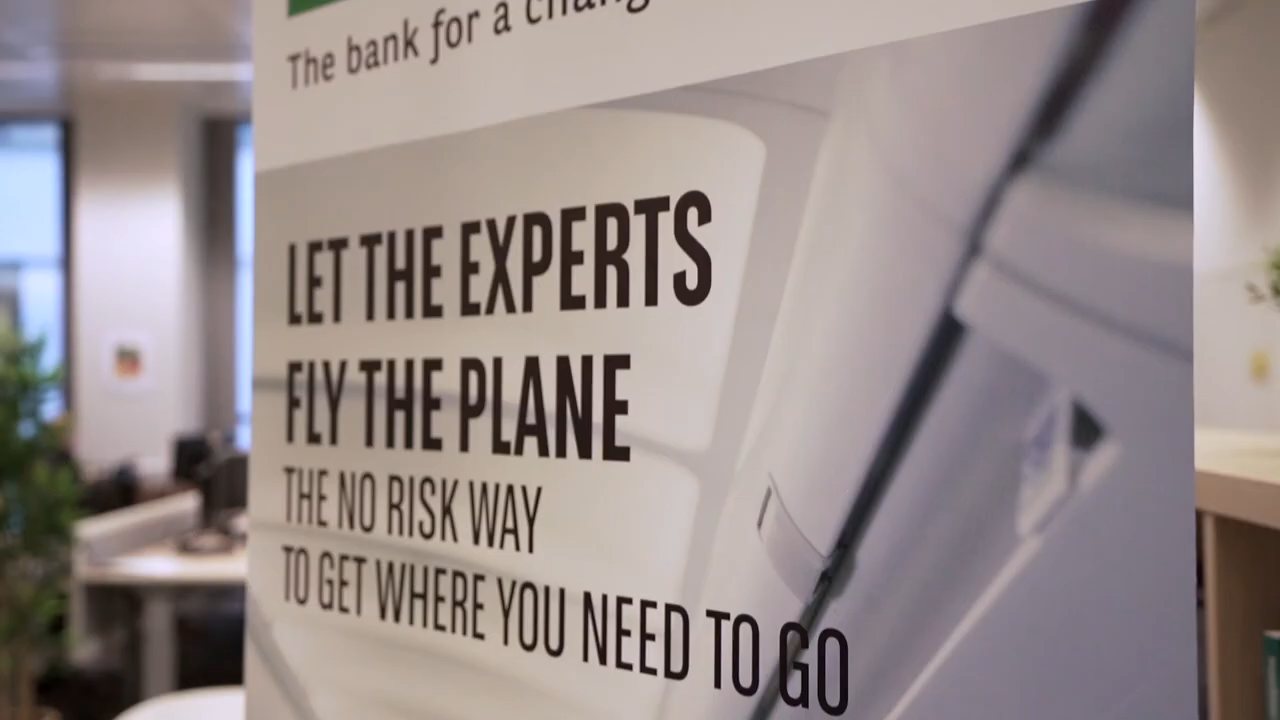 The bank for a chang
LET THE EXPERTS
FLY THE PLANE
THE NO RISK WAY
TO GET WHERE YOU NEED TO GO